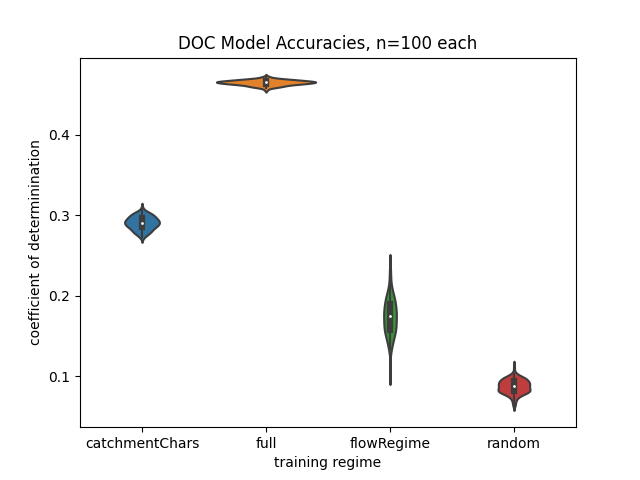 DOC Model Accuracies, n=100 each
coefficient of determinination
0.4
0.3
0.2
0.1
catchmentChars
full
flowRegime
random
training regime